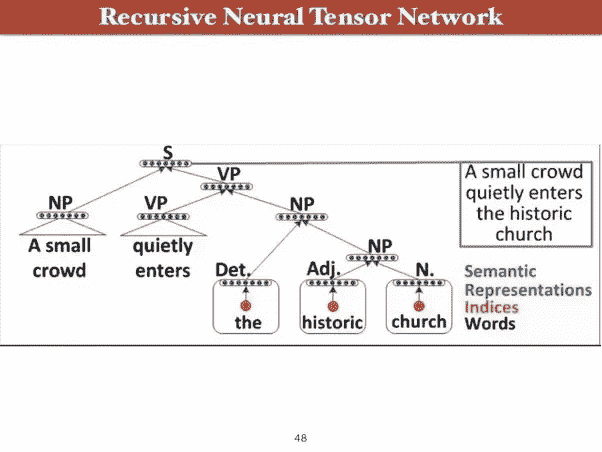 Recursive Neural Tensor Network
S
VP
NP
VP
NP
A small
crowd
quietly
enters
NP
Det.
Adj.
N.
the
historic
church
A small crowd
quietly enters
the historic
church
Semantic
Representations
Indices
Words
48